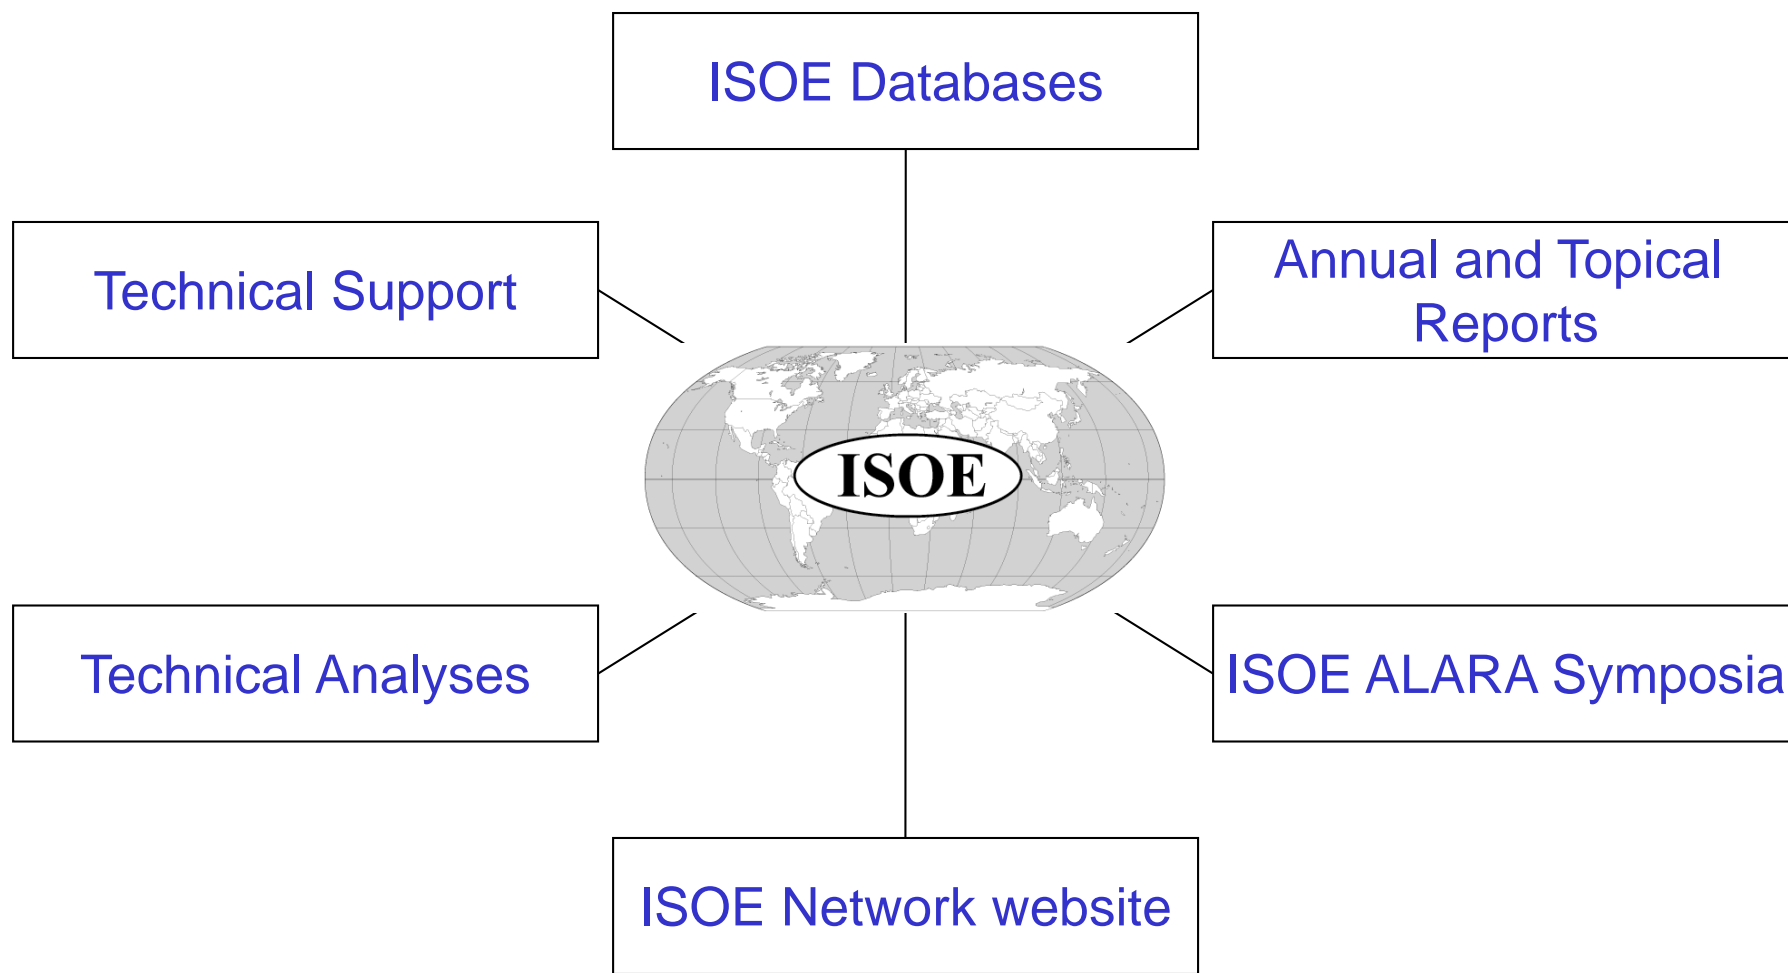 ISOE Databases
Technical Support
Annual and Topical
Reports
ISOE
Technical Analyses
ISOE ALARA Symposia
ISOE Network website